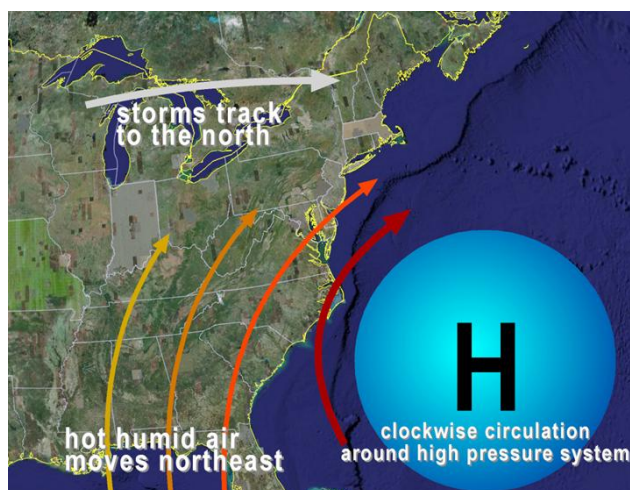 storms track
to the north
H
hot humid air
moves northeast
clockwise circulation
around high pressure system